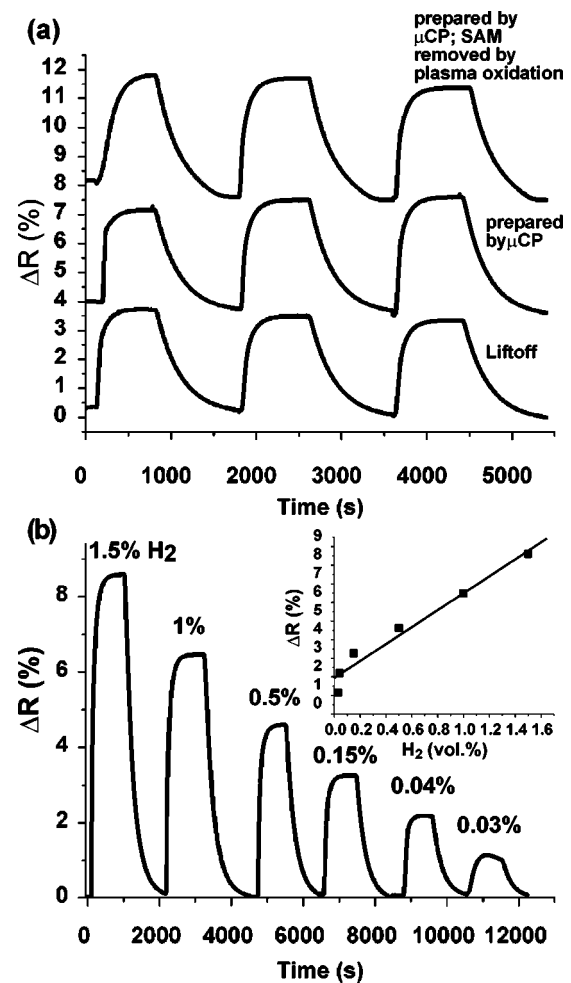 (a)
prepared by
μCP; SAM
removed by
plasma oxidation
12
11
10
9
8
7
6
5
4
3
2
1
0
ΔR (%)
prepared
by μCP
Liftoff
0 1000 2000 3000 4000 5000
Time (s)
(b)
1.5% H2
1%
0.5%
0.15%
0.04%
0.03%
8
6
4
2
0
ΔR (%)
0 2000 4000 6000 8000 10000 12000
Time (s)
9
8
7
6
5
4
3
2
1
0
ΔR (%)
0.0 0.2 0.4 0.6 0.8 1.0 1.2 1.4 1.6
H2 (vol.%)